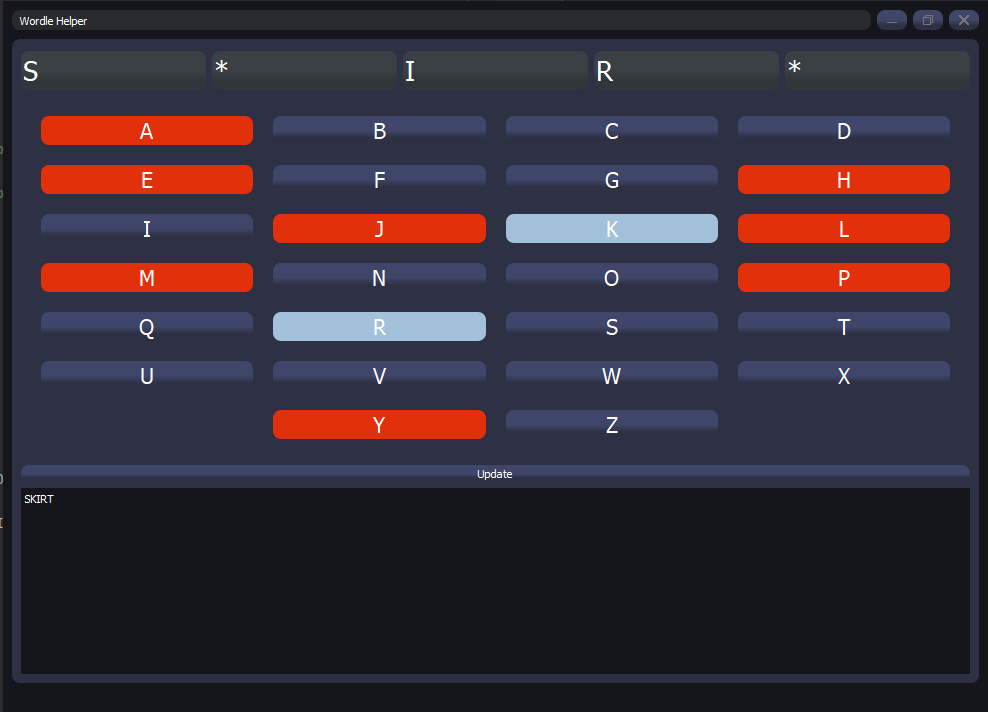 Wordle Helper
S * I R *
A B C D
E F G H
I J K L
M N O P
Q R S T
U V W X
Y Z
Update
SKIRT